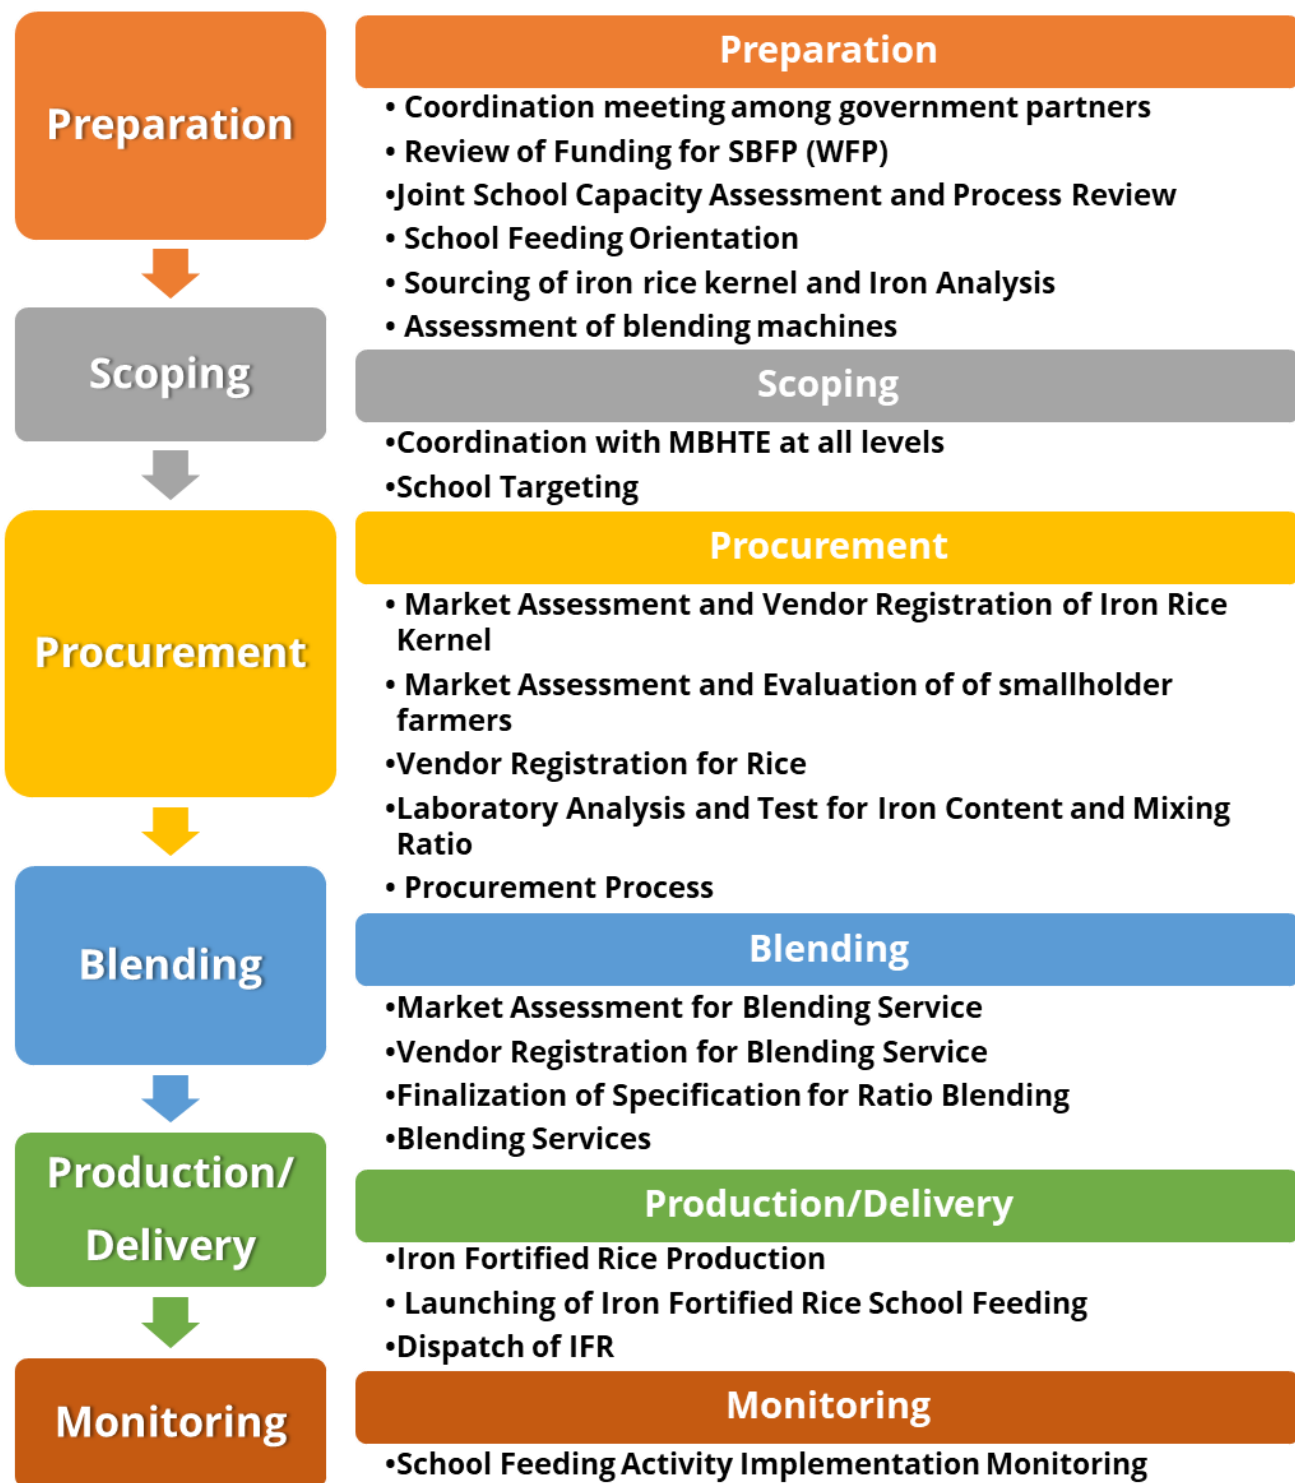 Preparation
Preparation
• Coordination meeting among government partners
• Review of Funding for SBFP (WFP)
•Joint School Capacity Assessment and Process Review
• School Feeding Orientation
• Sourcing of iron rice kernel and Iron Analysis
• Assessment of blending machines
Scoping
Scoping
•Coordination with MBHTE at all levels
•School Targeting
Procurement
Procurement
• Market Assessment and Vendor Registration of Iron Rice
Kernel
• Market Assessment and Evaluation of of smallholder
farmers
•Vendor Registration for Rice
•Laboratory Analysis and Test for Iron Content and Mixing
Ratio
• Procurement Process
Blending
Blending
•Market Assessment for Blending Service
•Vendor Registration for Blending Service
•Finalization of Specification for Ratio Blending
•Blending Services
Production/
Delivery
Production/Delivery
•Iron Fortified Rice Production
• Launching of Iron Fortified Rice School Feeding
•Dispatch of IFR
Monitoring
Monitoring
•School Feeding Activity Implementation Monitoring